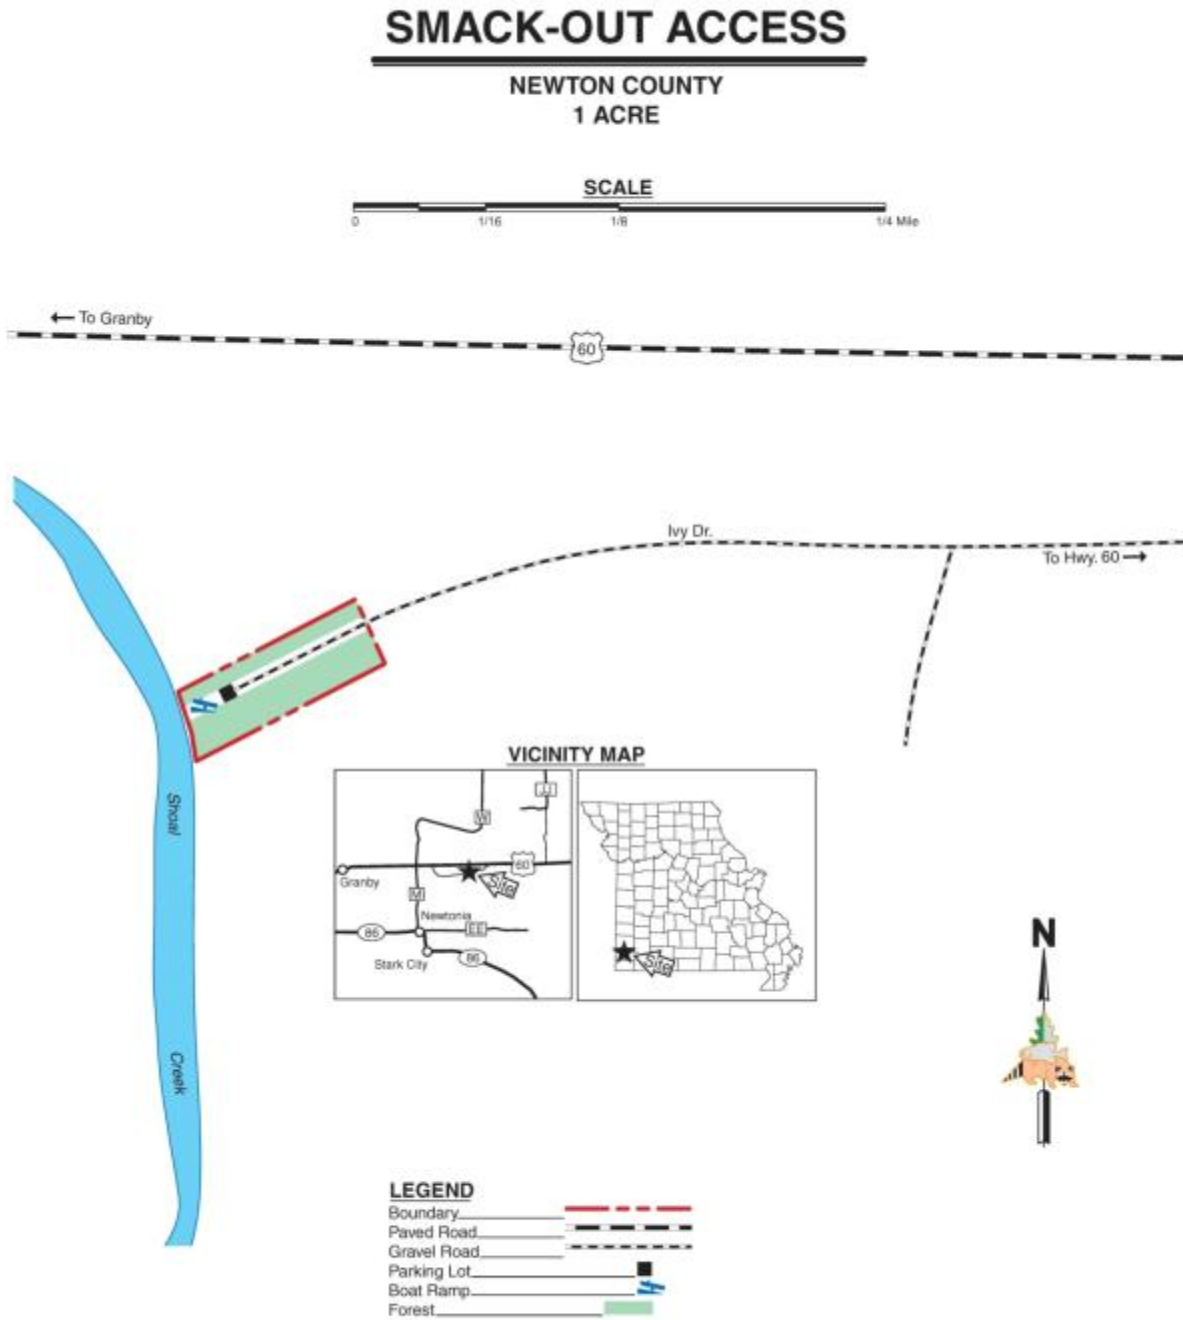 SMACK-OUT ACCESS
NEWTON COUNTY
1 ACRE
SCALE
0 1/16 1/8 1/4 Mile
To Granby
60
Ivy Dr.
To Hwy. 60
Shoal
Creek
VICINITY MAP
JJ
W
60
Granby
Site
M
Newtonia
86
EE
Stark City
86
Site
N
LEGEND
Boundary
Paved Road
Gravel Road
Parking Lot
Boat Ramp
Forest